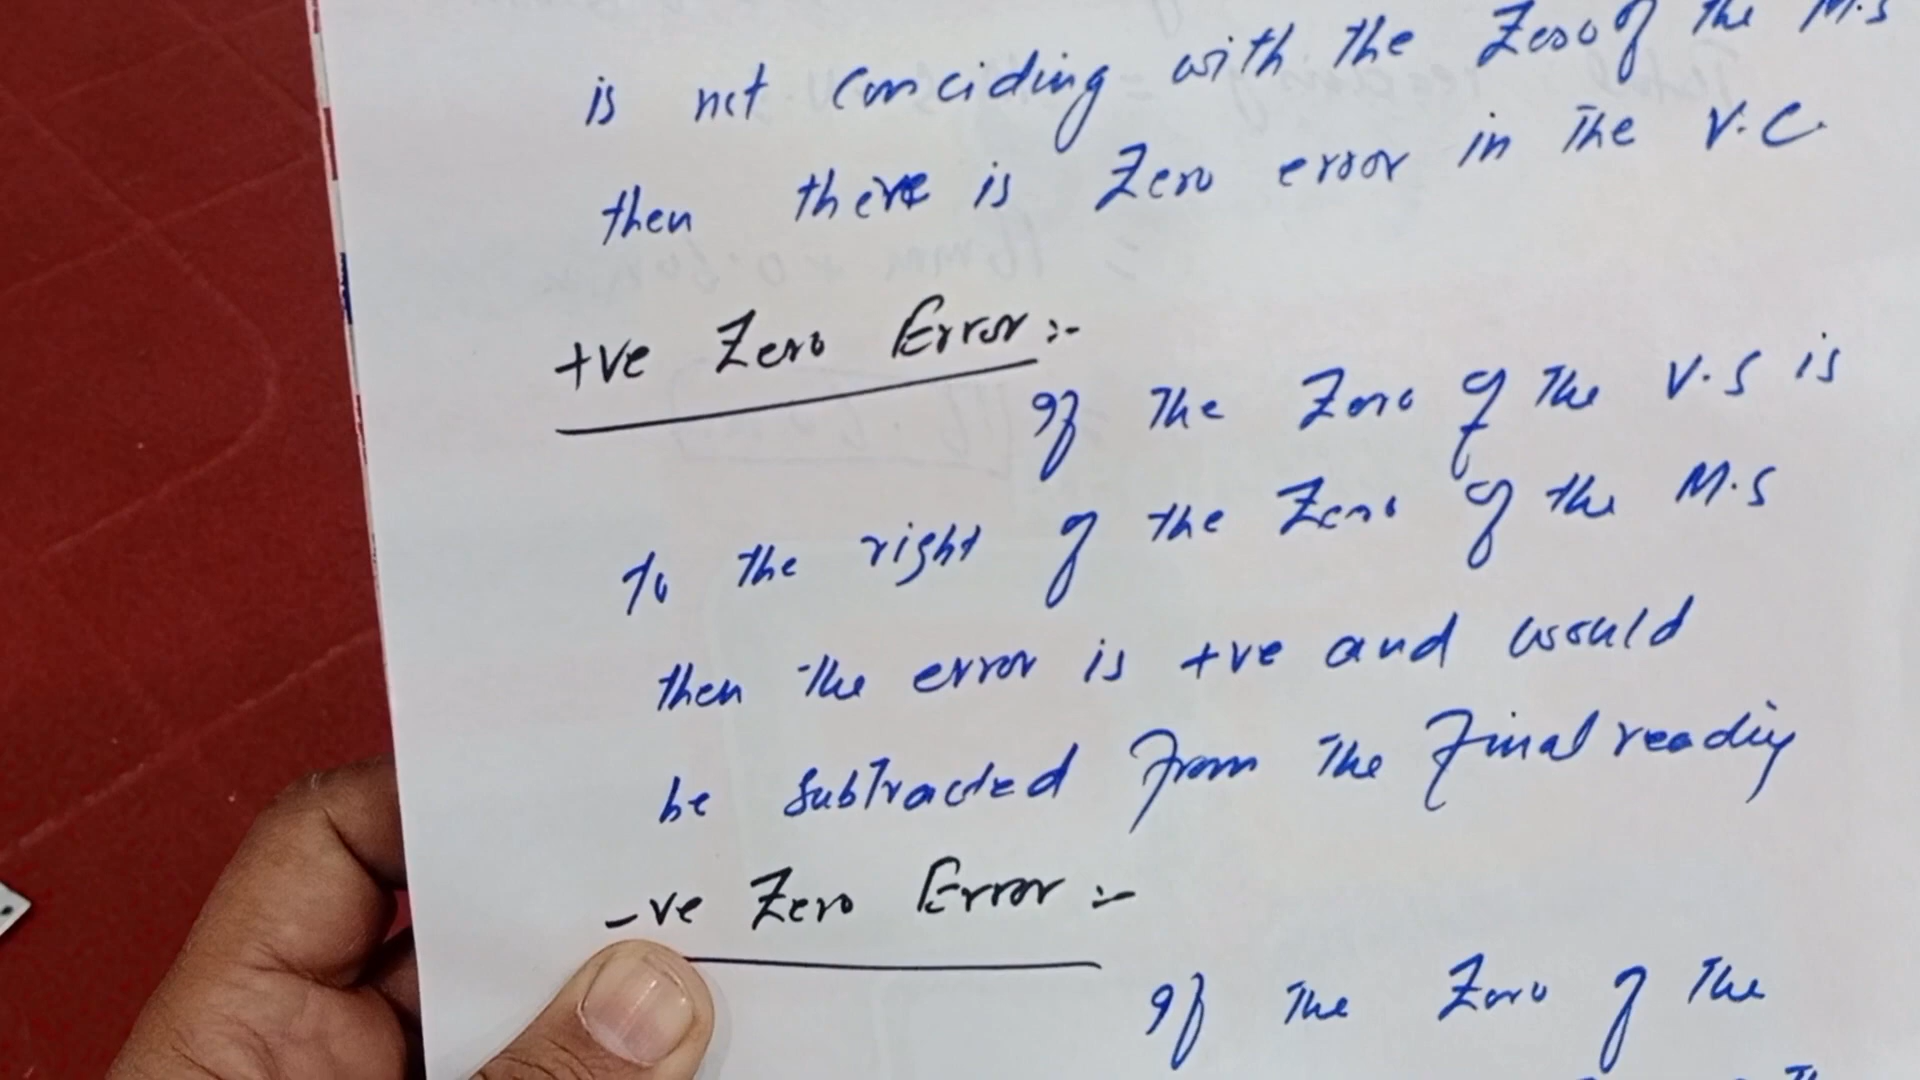 is not conciding with the Zero of the M.S
then there is Zero error in The V.C.
+ve Zero Error :-
If The Zero of The V.S is
To the right of the Zero of the M.S
then the error is +ve and would
be SubTracted From The Final reading
-ve Zero Error :-
If The Zero of The